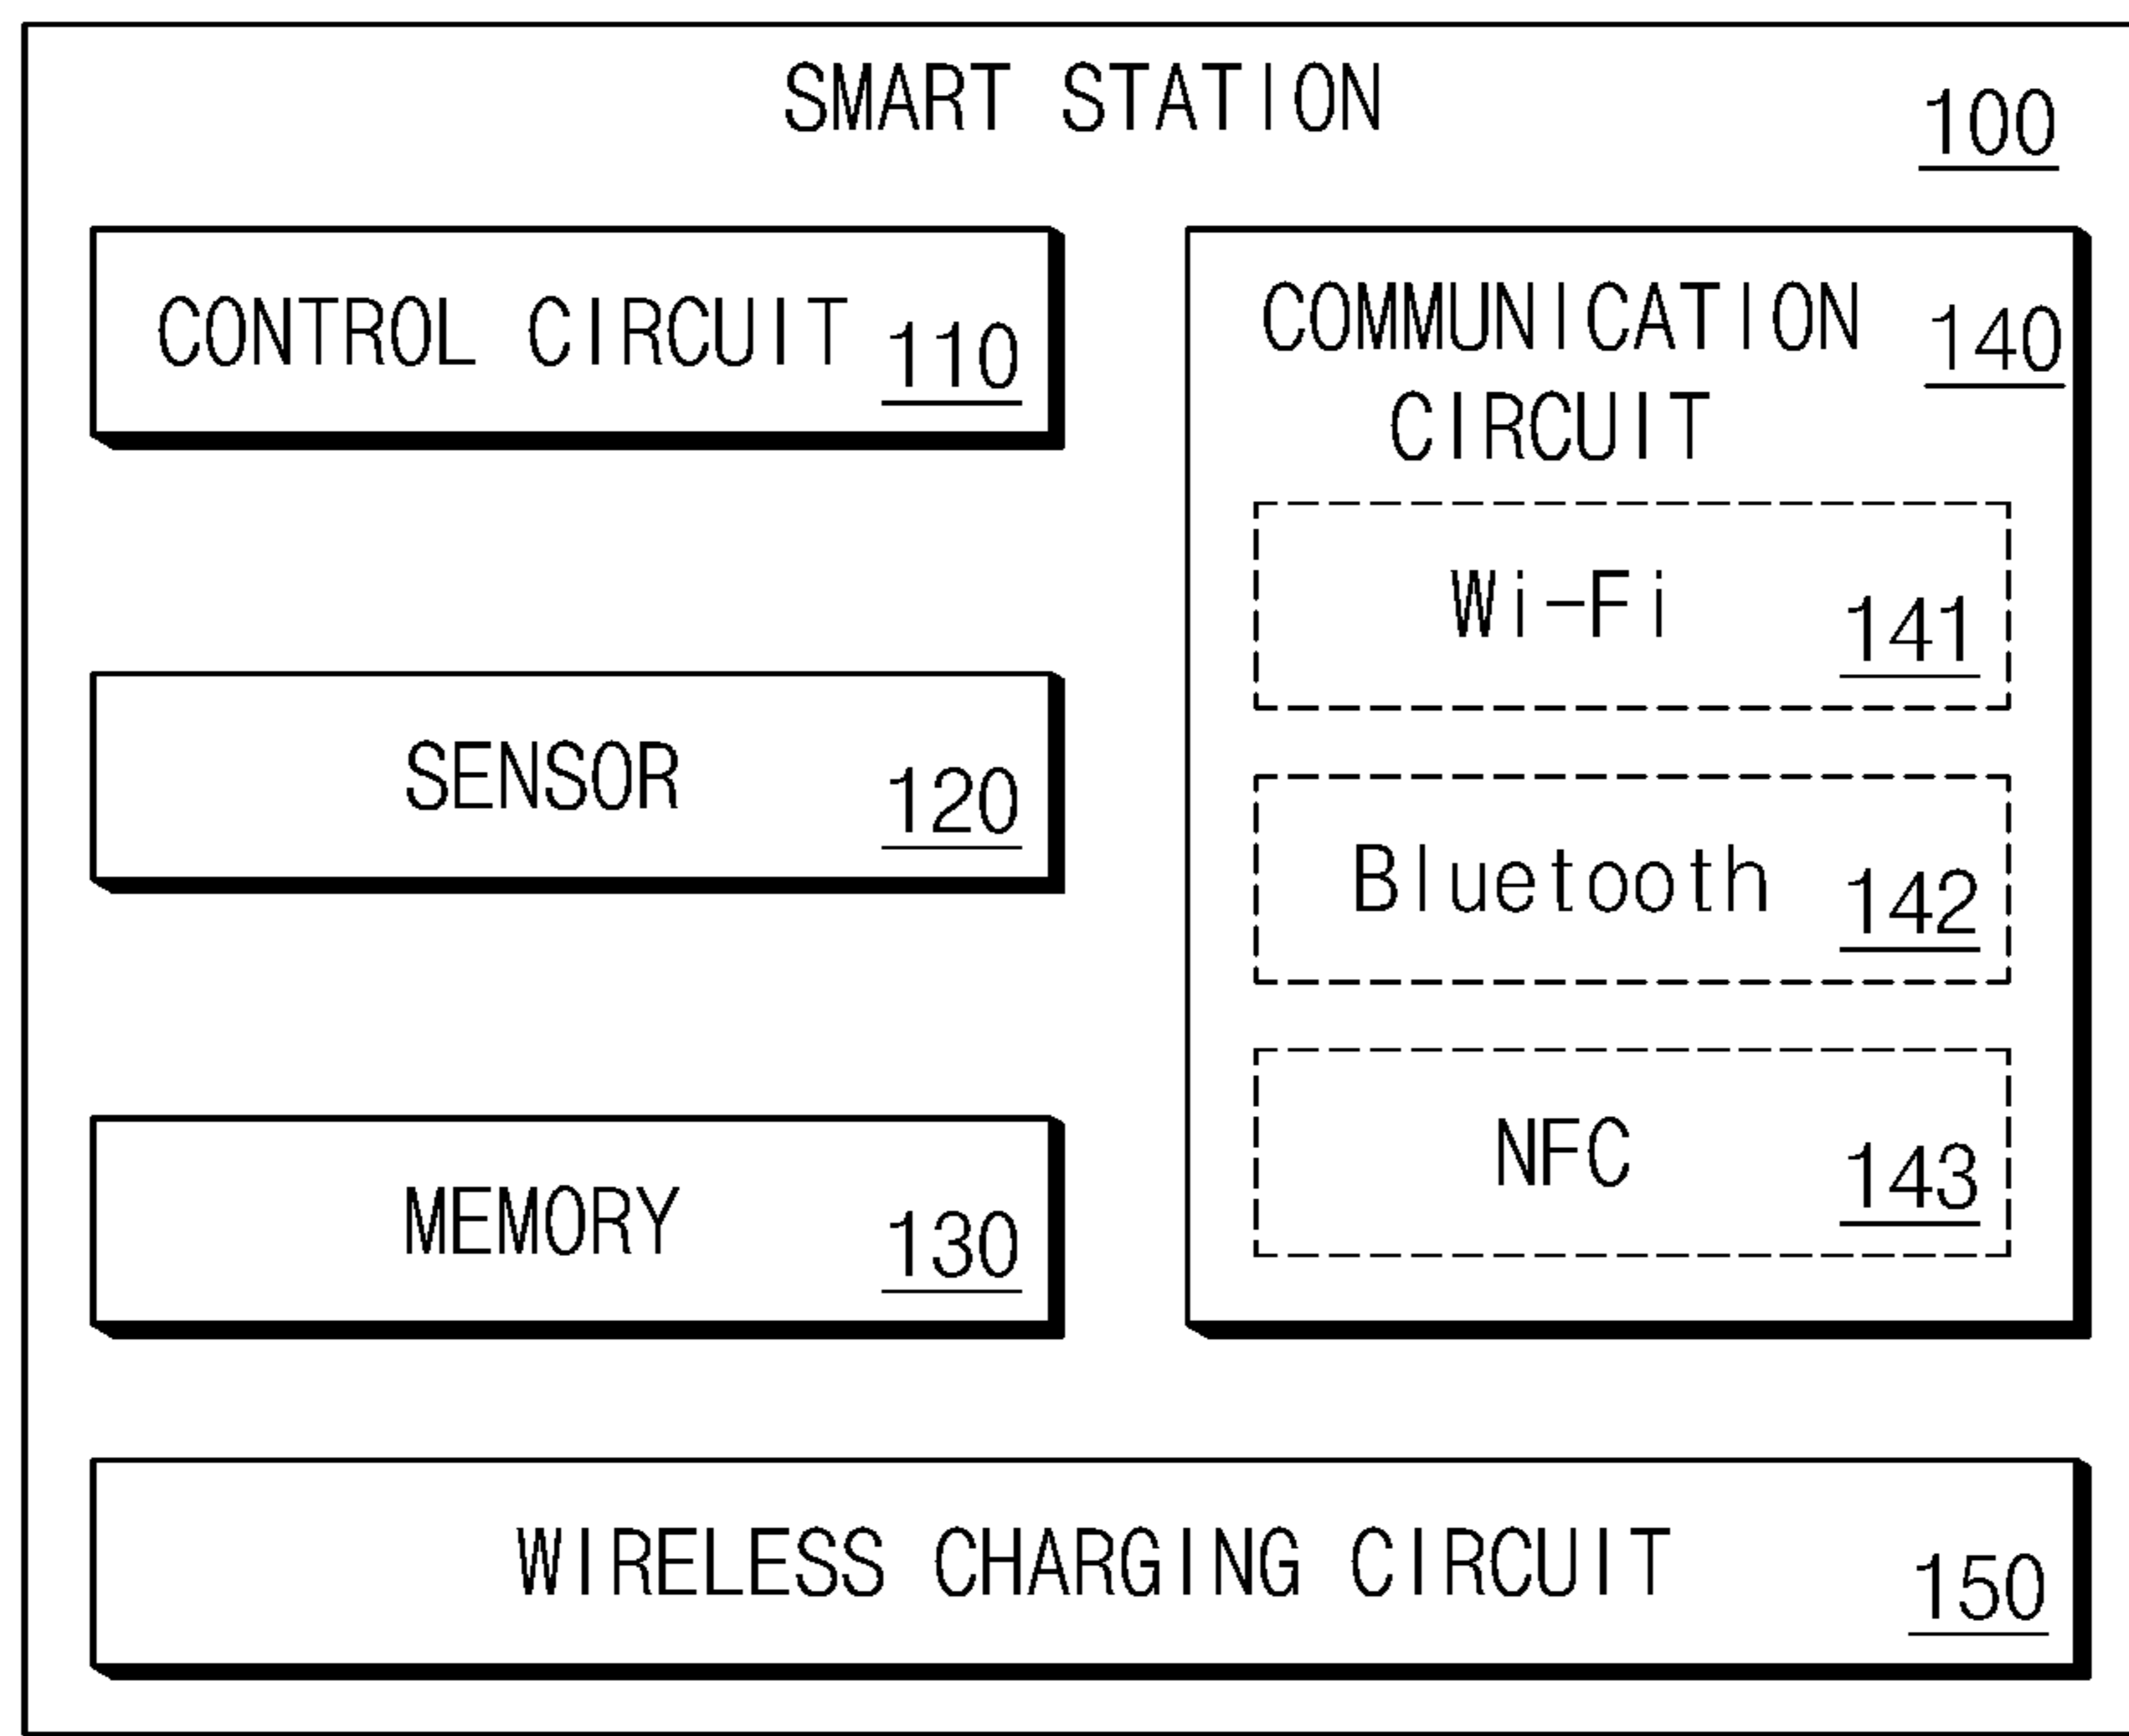 SMART STATION
100
CONTROL CIRCUIT 110
SENSOR 120
MEMORY 130
COMMUNICATION 140
CIRCUIT
Wi-Fi 141
Bluetooth 142
NFC 143
WIRELESS CHARGING CIRCUIT 150